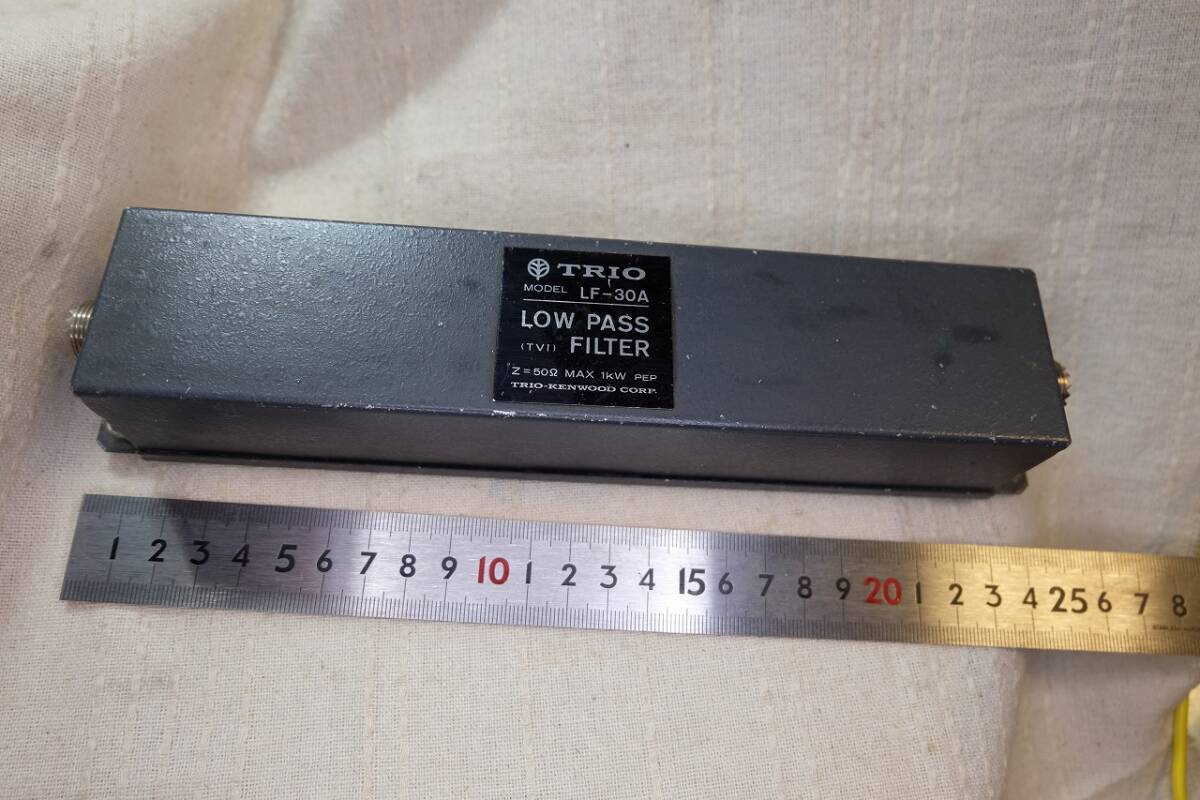 TRIO
MODEL LF-30A
LOW PASS
(TVI) FILTER
Z=50Ω MAX 1kW PEP
TRIO-KENWOOD CORP.
1 2 3 4 5 6 7 8 9 10 1 2 3 4 15 6 7 8 9 20 1 2 3 4 25 6 7 8